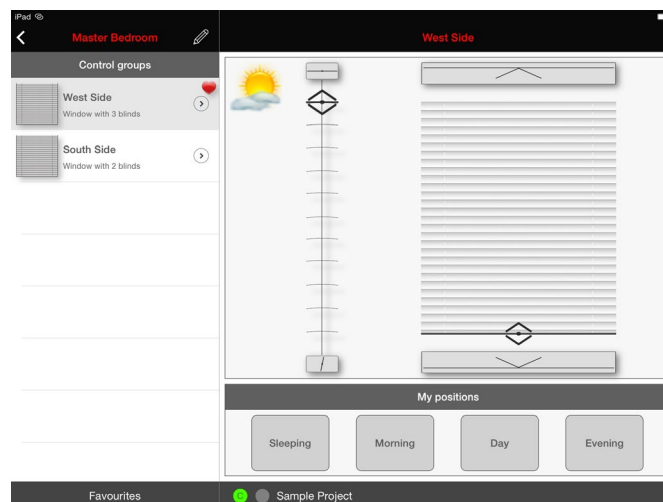 iPad
Master Bedroom
West Side
Control groups
West Side
Window with 3 blinds
South Side
Window with 2 blinds
My positions
Sleeping
Morning
Day
Evening
Favourites
C
Sample Project